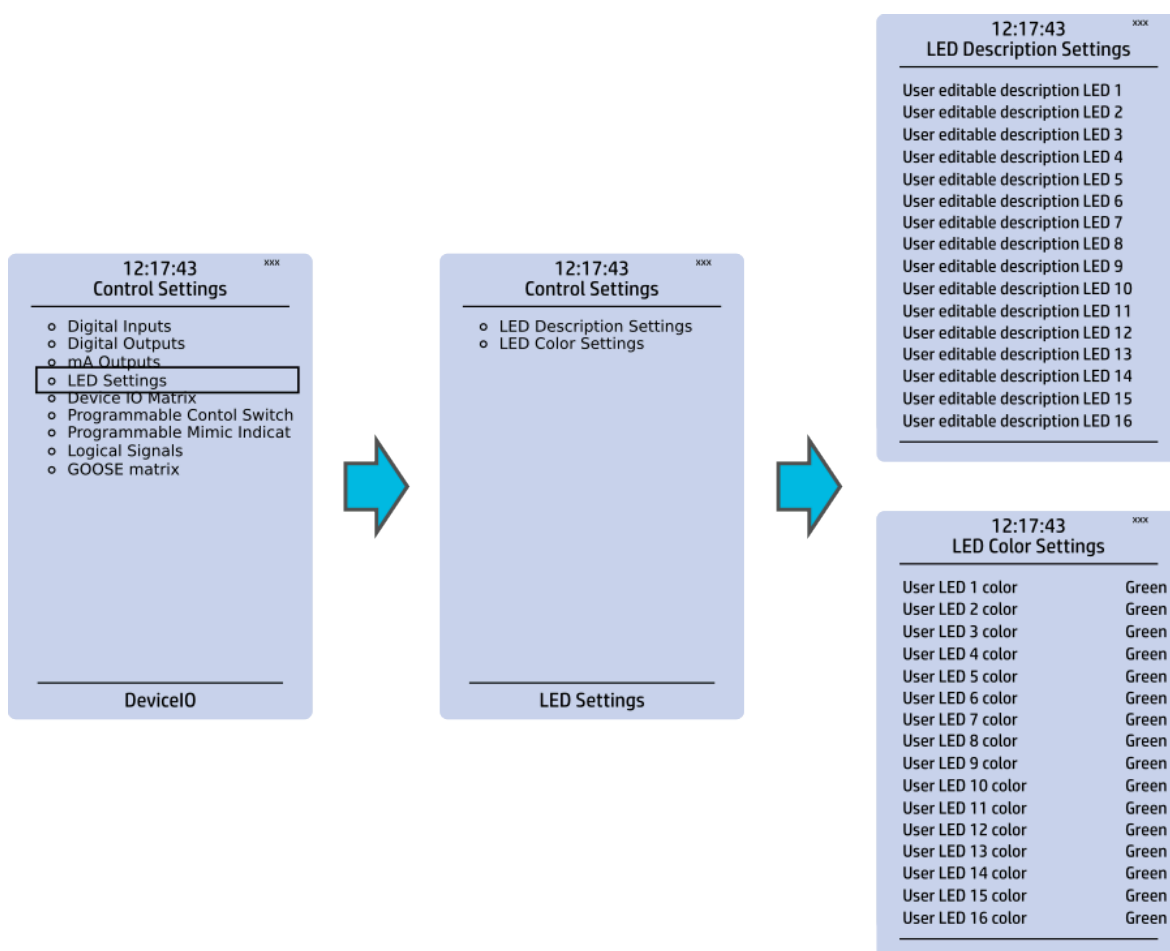 12:17:43 xxx
Control Settings
Digital Inputs
Digital Outputs
mA Outputs
LED Settings
Device IO Matrix
Programmable Contol Switch
Programmable Mimic Indicat
Logical Signals
GOOSE matrix
DeviceIO
12:17:43 xxx
Control Settings
LED Description Settings
LED Color Settings
LED Settings
12:17:43 xxx
LED Description Settings
User editable description LED 1
User editable description LED 2
User editable description LED 3
User editable description LED 4
User editable description LED 5
User editable description LED 6
User editable description LED 7
User editable description LED 8
User editable description LED 9
User editable description LED 10
User editable description LED 11
User editable description LED 12
User editable description LED 13
User editable description LED 14
User editable description LED 15
User editable description LED 16
12:17:43 xxx
LED Color Settings
User LED 1 color Green
User LED 2 color Green
User LED 3 color Green
User LED 4 color Green
User LED 5 color Green
User LED 6 color Green
User LED 7 color Green
User LED 8 color Green
User LED 9 color Green
User LED 10 color Green
User LED 11 color Green
User LED 12 color Green
User LED 13 color Green
User LED 14 color Green
User LED 15 color Green
User LED 16 color Green